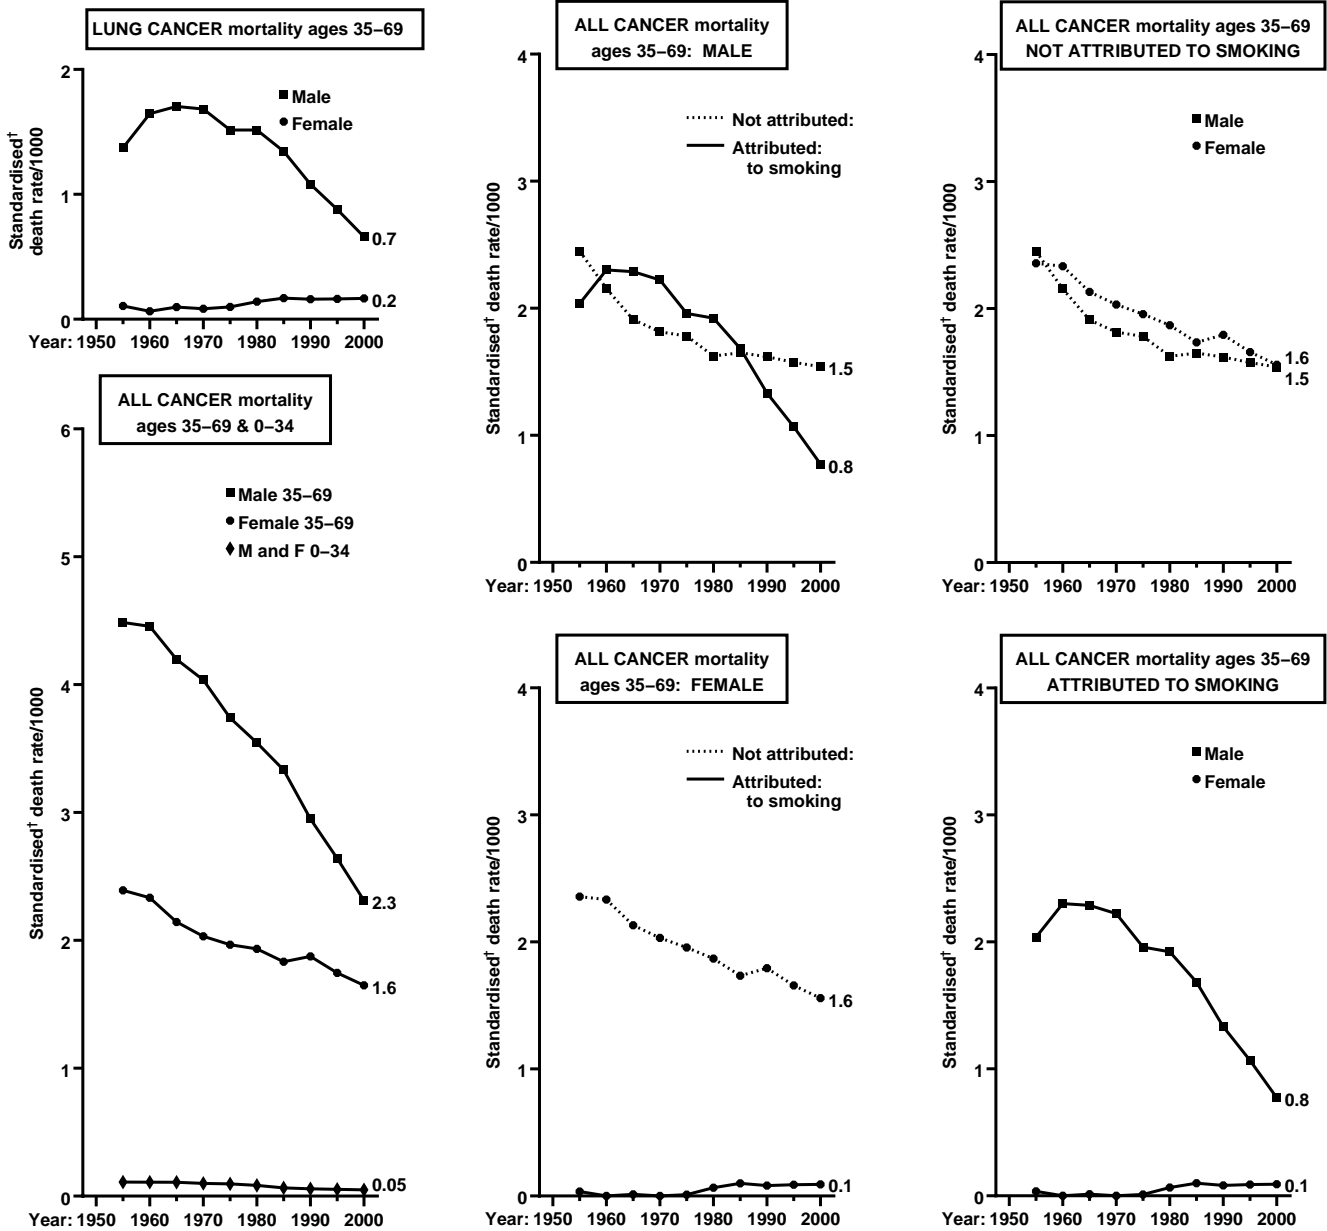 LUNG CANCER mortality ages 35–69
2
1
0
Standardised†
death rate/1000
Male
Female
0.7
0.2
Year: 1950 1960 1970 1980 1990 2000
ALL CANCER mortality
ages 35–69 & 0–34
6
5
4
3
2
1
0
Standardised† death rate/1000
Male 35–69
Female 35–69
M and F 0–34
2.3
1.6
0.05
Year: 1950 1960 1970 1980 1990 2000
ALL CANCER mortality
ages 35–69: MALE
4
3
2
1
0
Standardised† death rate/1000
Not attributed:
Attributed:
to smoking
1.5
0.8
Year: 1950 1960 1970 1980 1990 2000
ALL CANCER mortality
ages 35–69: FEMALE
4
3
2
1
0
Standardised† death rate/1000
Not attributed:
Attributed:
to smoking
1.6
0.1
Year: 1950 1960 1970 1980 1990 2000
ALL CANCER mortality ages 35–69
NOT ATTRIBUTED TO SMOKING
4
3
2
1
0
Standardised† death rate/1000
Male
Female
1.6
1.5
Year: 1950 1960 1970 1980 1990 2000
ALL CANCER mortality ages 35–69
ATTRIBUTED TO SMOKING
4
3
2
1
0
Standardised† death rate/1000
Male
Female
0.8
0.1
Year: 1950 1960 1970 1980 1990 2000